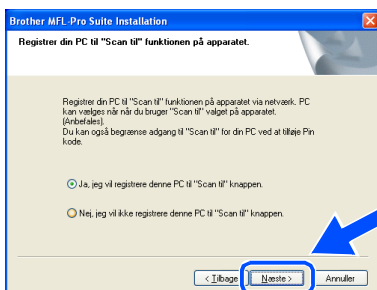 Brother MFL-Pro Suite Installation
Registrer din PC til "Scan til" funktionen på apparatet.
Registrer din PC til "Scan til" funktionen på apparatet via netværk. PC
kan vælges når når du bruger "Scan til" valget på apparatet.
(Anbefales).
Du kan også begrænse adgang til "Scan til" for din PC ved at tilføje Pin
kode.
Ja, jeg vil registrere denne PC til "Scan til" knappen.
Nej, jeg vil ikke registrere denne PC til "Scan til" knappen.
< Tilbage Næste > Annuller